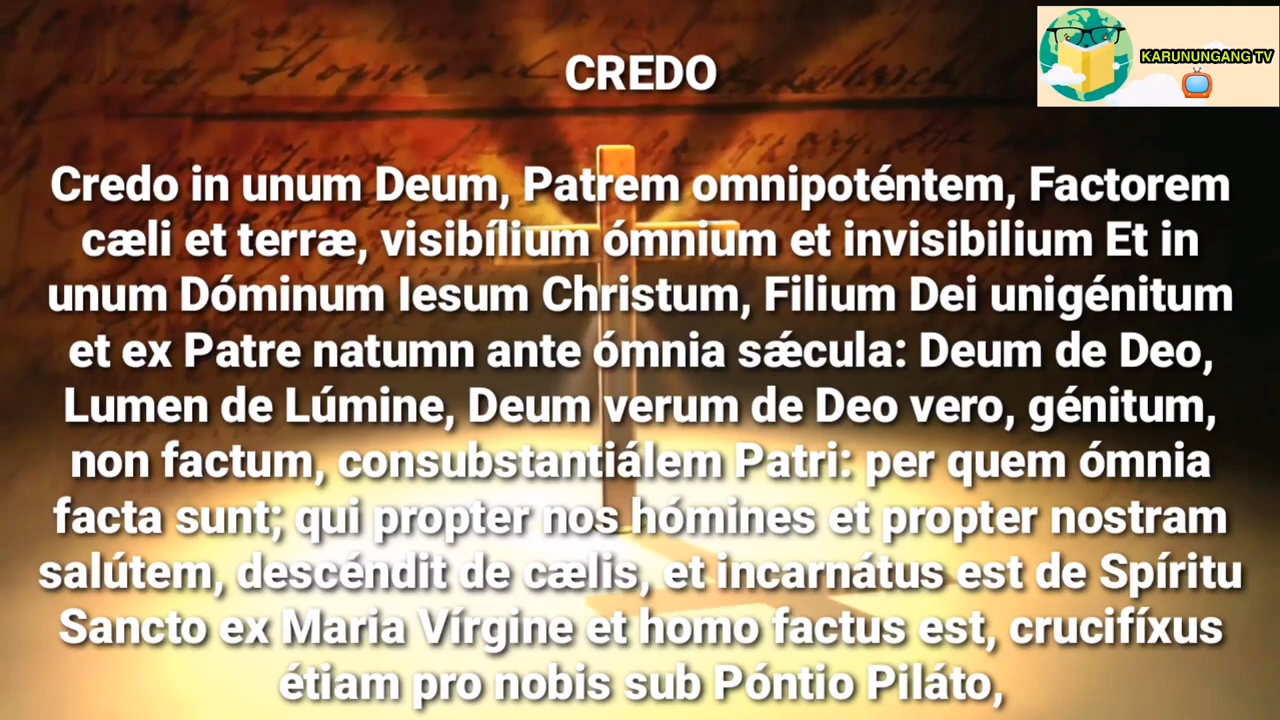 CREDO
KARUNUNGANG TV
Credo in unum Deum, Patrem omnipoténtem, Factorem
cæli et terræ, visibílium ómnium et invisibilium Et in
unum Dóminum Iesum Christum, Filium Dei unigénitum
et ex Patre natumn ante ómnia sǽcula: Deum de Deo,
Lumen de Lúmine, Deum verum de Deo vero, génitum,
non factum, consubstantiálem Patri: per quem ómnia
facta sunt; qui propter nos hómines et propter nostram
salútem, descéndit de cælis, et incarnátus est de Spíritu
Sancto ex Maria Vírgine et homo factus est, crucifíxus
étiam pro nobis sub Póntio Piláto,